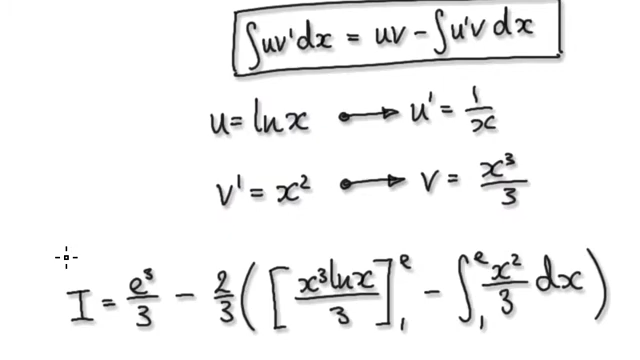 ∫uv'dx = uv - ∫u'v dx
u = ln x → u' = 1/x
v' = x² → v = x³/3
I = e³/3 - 2/3 ( [ x³ ln x / 3 ]₁ᵉ - ∫₁ᵉ x²/3 dx )